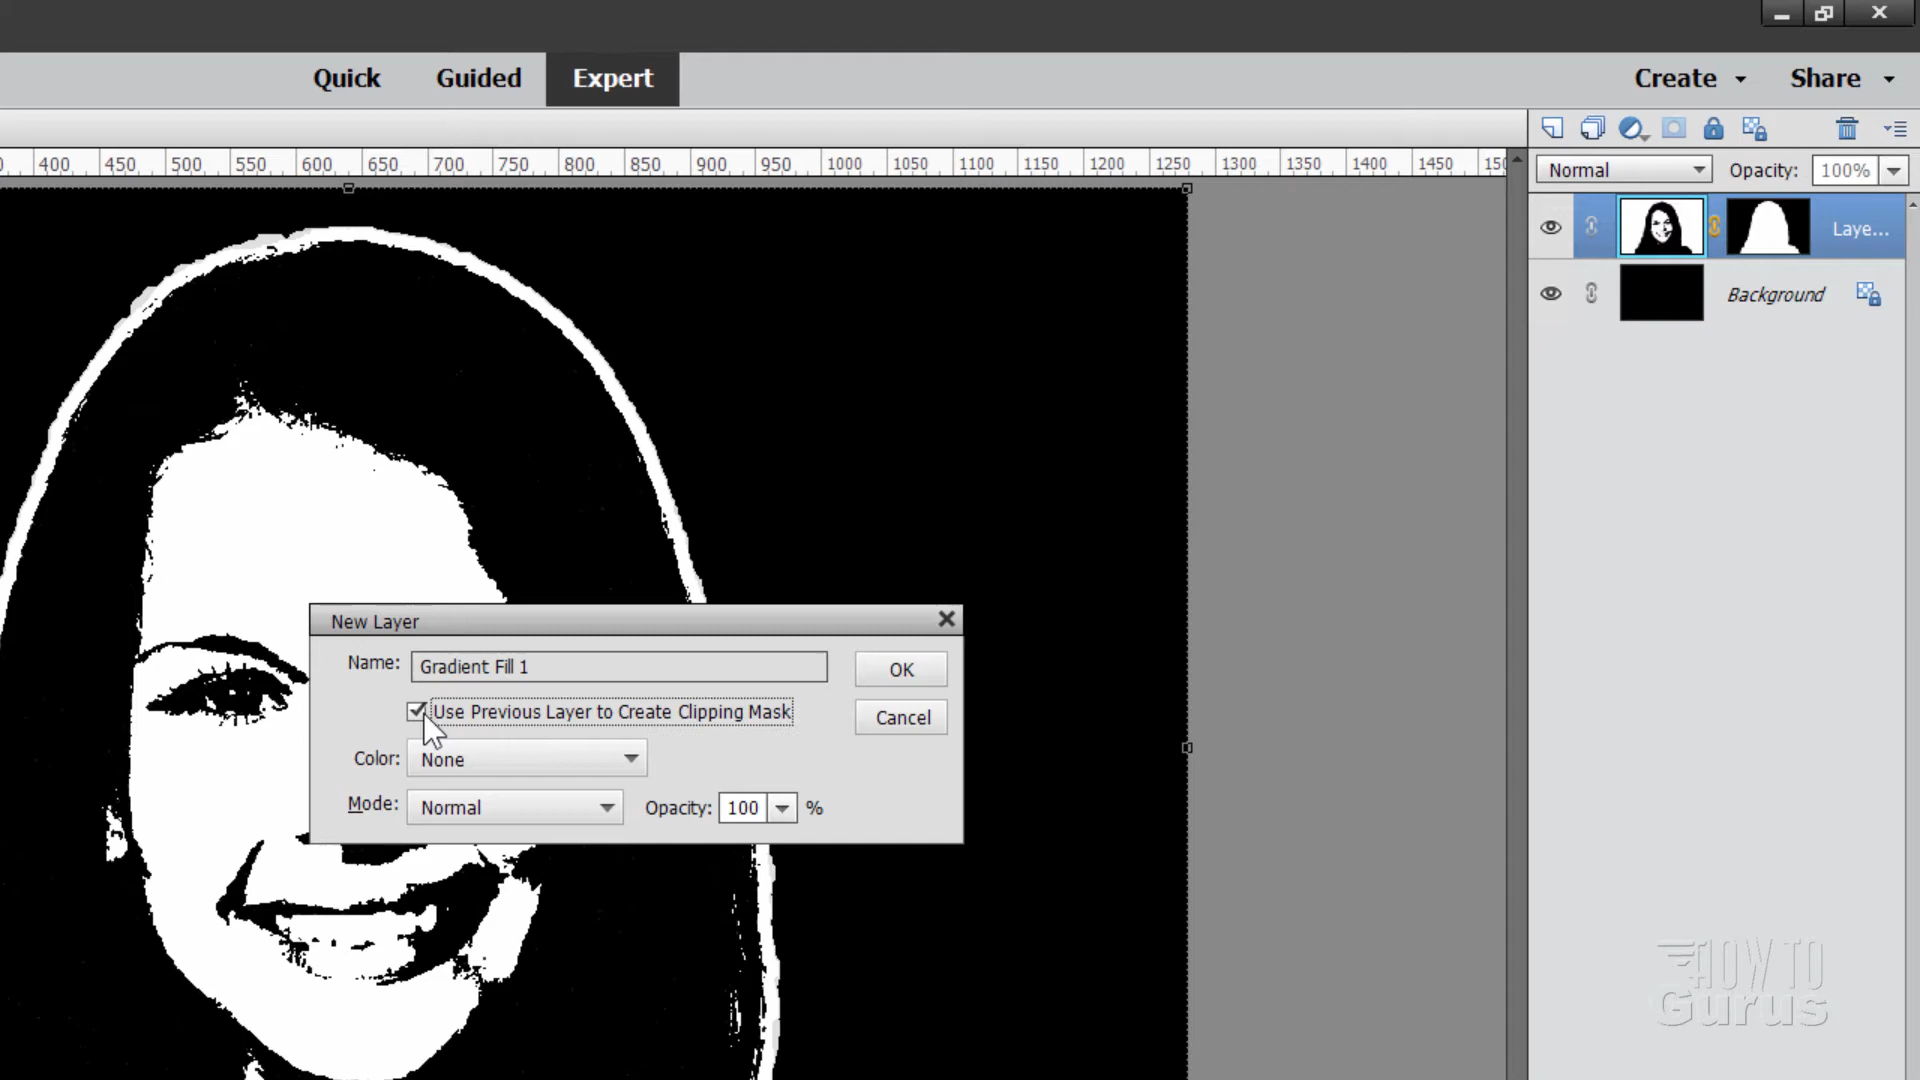 Quick Guided Expert Create Share
400 450 500 550 600 650 700 750 800 850 900 950 1000 1050 1100 1150 1200 1250 1300 1350 1400 1450
Normal Opacity: 100%
Laye...
Background
New Layer
Name: Gradient Fill 1 OK
Use Previous Layer to Create Clipping Mask Cancel
Color: None
Mode: Normal Opacity: 100 %
HOW TO
Gurus